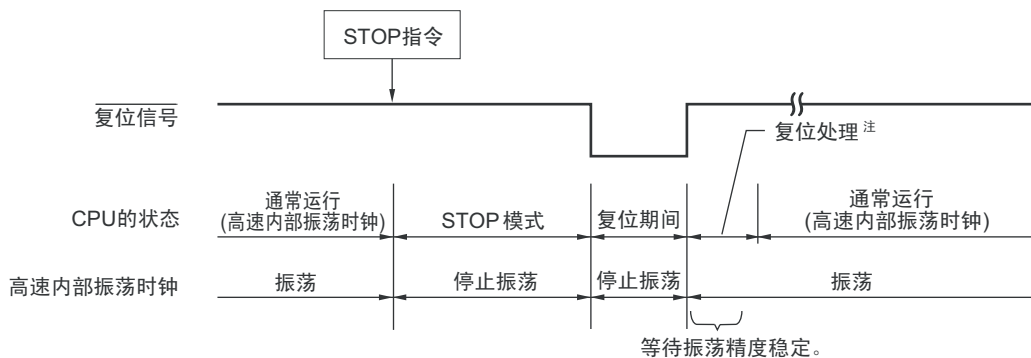 STOP指令
复位信号
复位处理注
CPU的状态
通常运行
(高速内部振荡时钟)
STOP模式
复位期间
通常运行
(高速内部振荡时钟)
高速内部振荡时钟
振荡
停止振荡
停止振荡
振荡
等待振荡精度稳定。